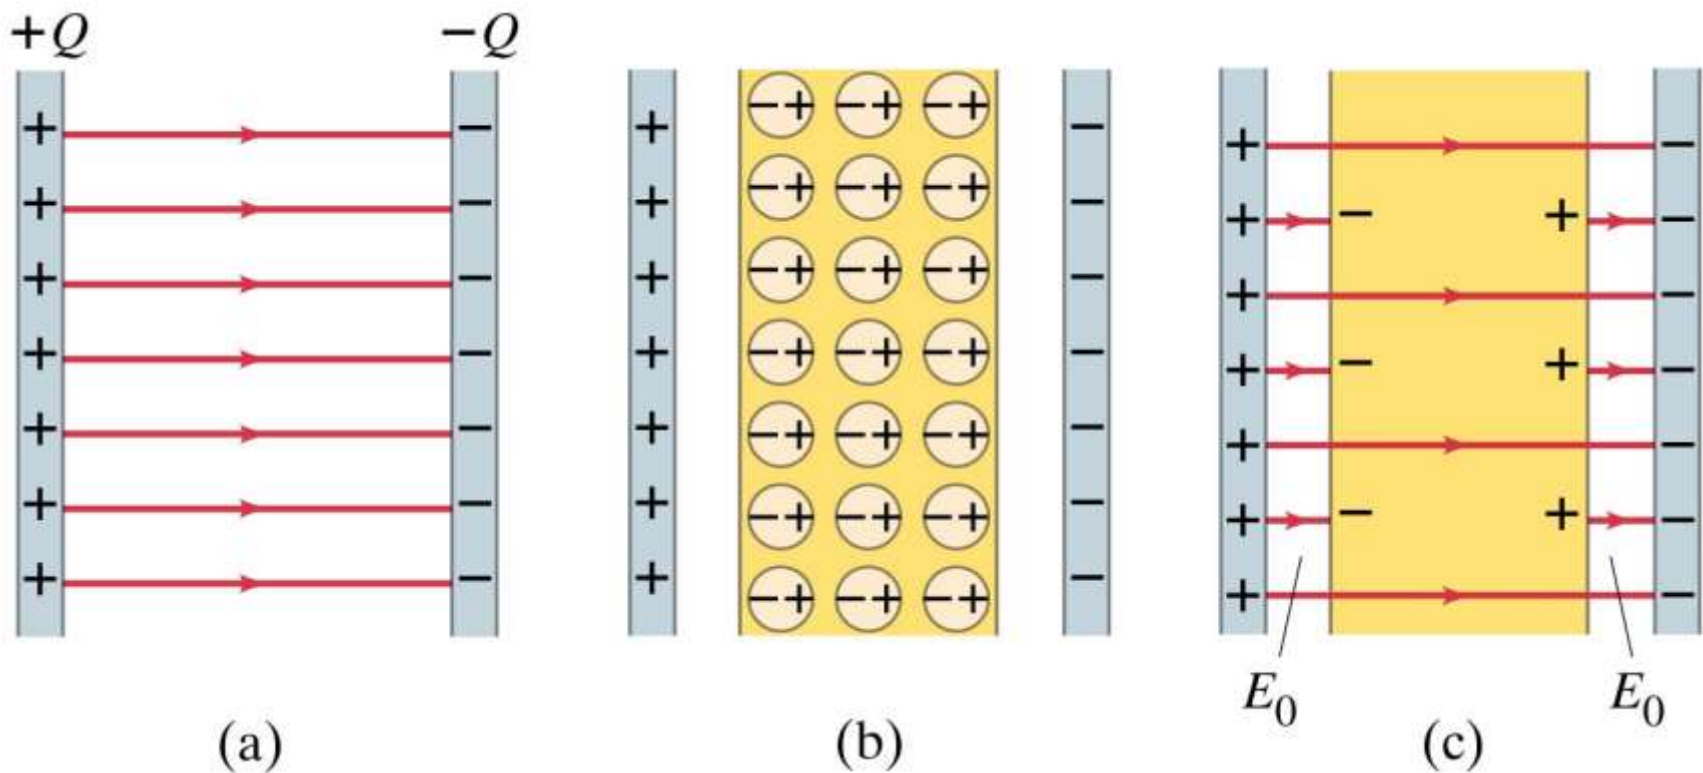 +Q −Q
+ − + − + − + −
+ − + − + − + − + −
+ − + − + − + − + + −
+ − + − + − + − + −
+ − + − + − + − + + −
+ − + − + − + − + −
+ − + − + − + − + + −
+ − + − + − + − + −
E₀ E₀
(a) (b) (c)